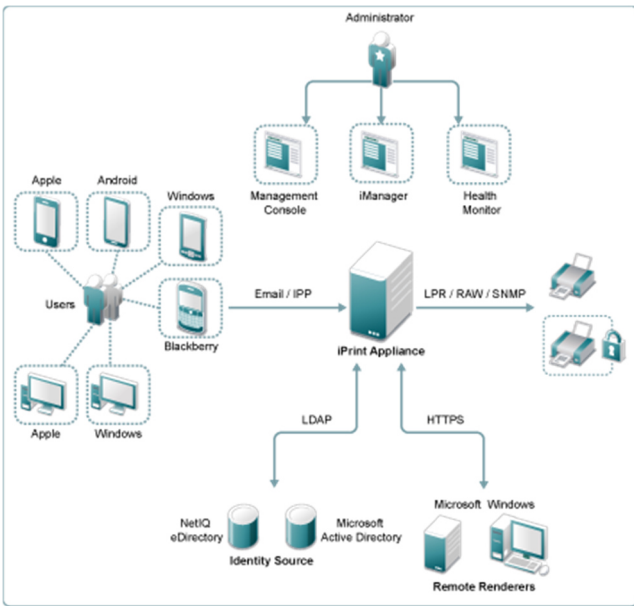 Administrator
Management
Console
iManager
Health
Monitor
Apple
Android
Windows
Users
Blackberry
Apple
Windows
Email / IPP
LPR / RAW / SNMP
iPrint Appliance
LDAP
HTTPS
NetIQ
eDirectory
Microsoft
Active Directory
Identity Source
Microsoft Windows
Remote Renderers